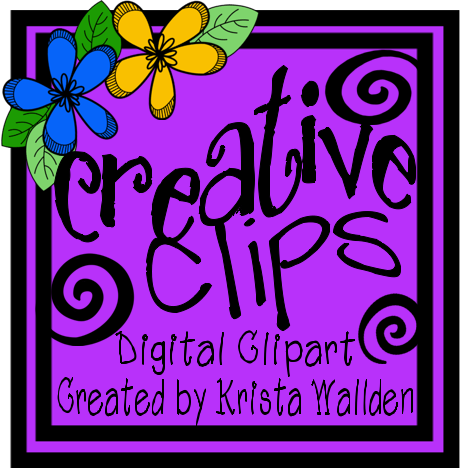 creative
clips
Digital Clipart
Created by Krista Wallden